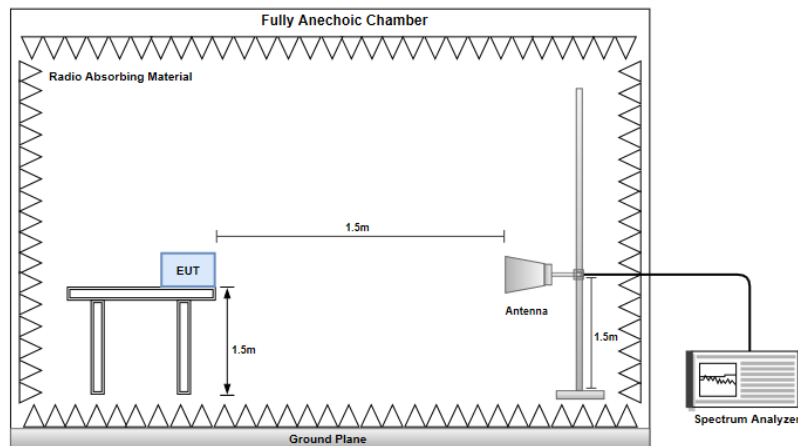 Fully Anechoic Chamber
Radio Absorbing Material
1.5m
EUT
Antenna
1.5m
1.5m
Spectrum Analyzer
Ground Plane